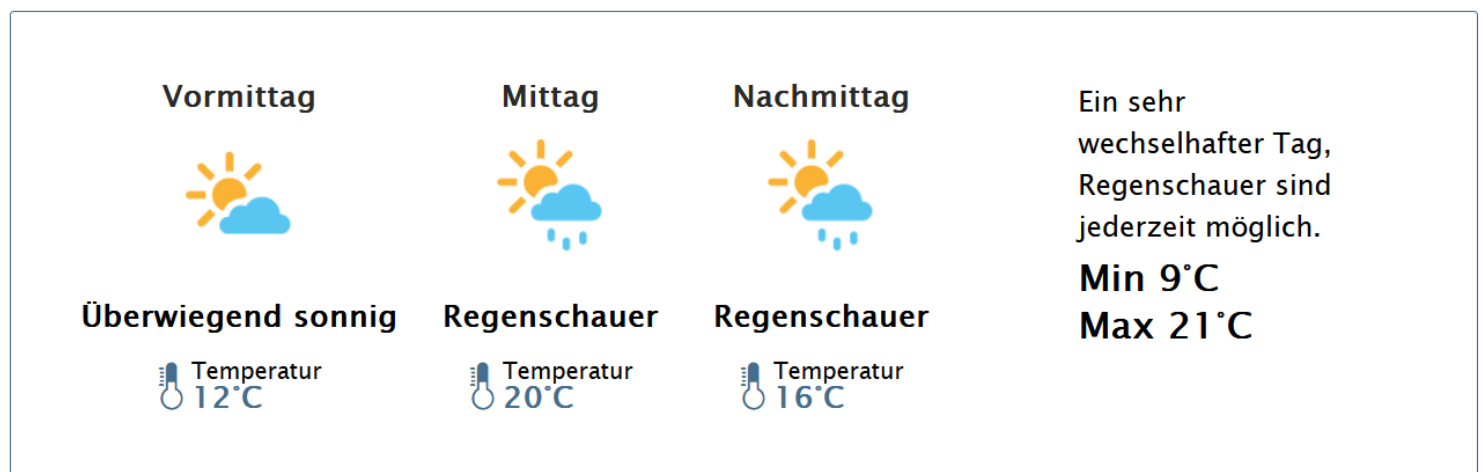 Vormittag
Mittag
Nachmittag
Überwiegend sonnig
Regenschauer
Regenschauer
Temperatur
12°C
Temperatur
20°C
Temperatur
16°C
Ein sehr
wechselhafter Tag,
Regenschauer sind
jederzeit möglich.
Min 9°C
Max 21°C